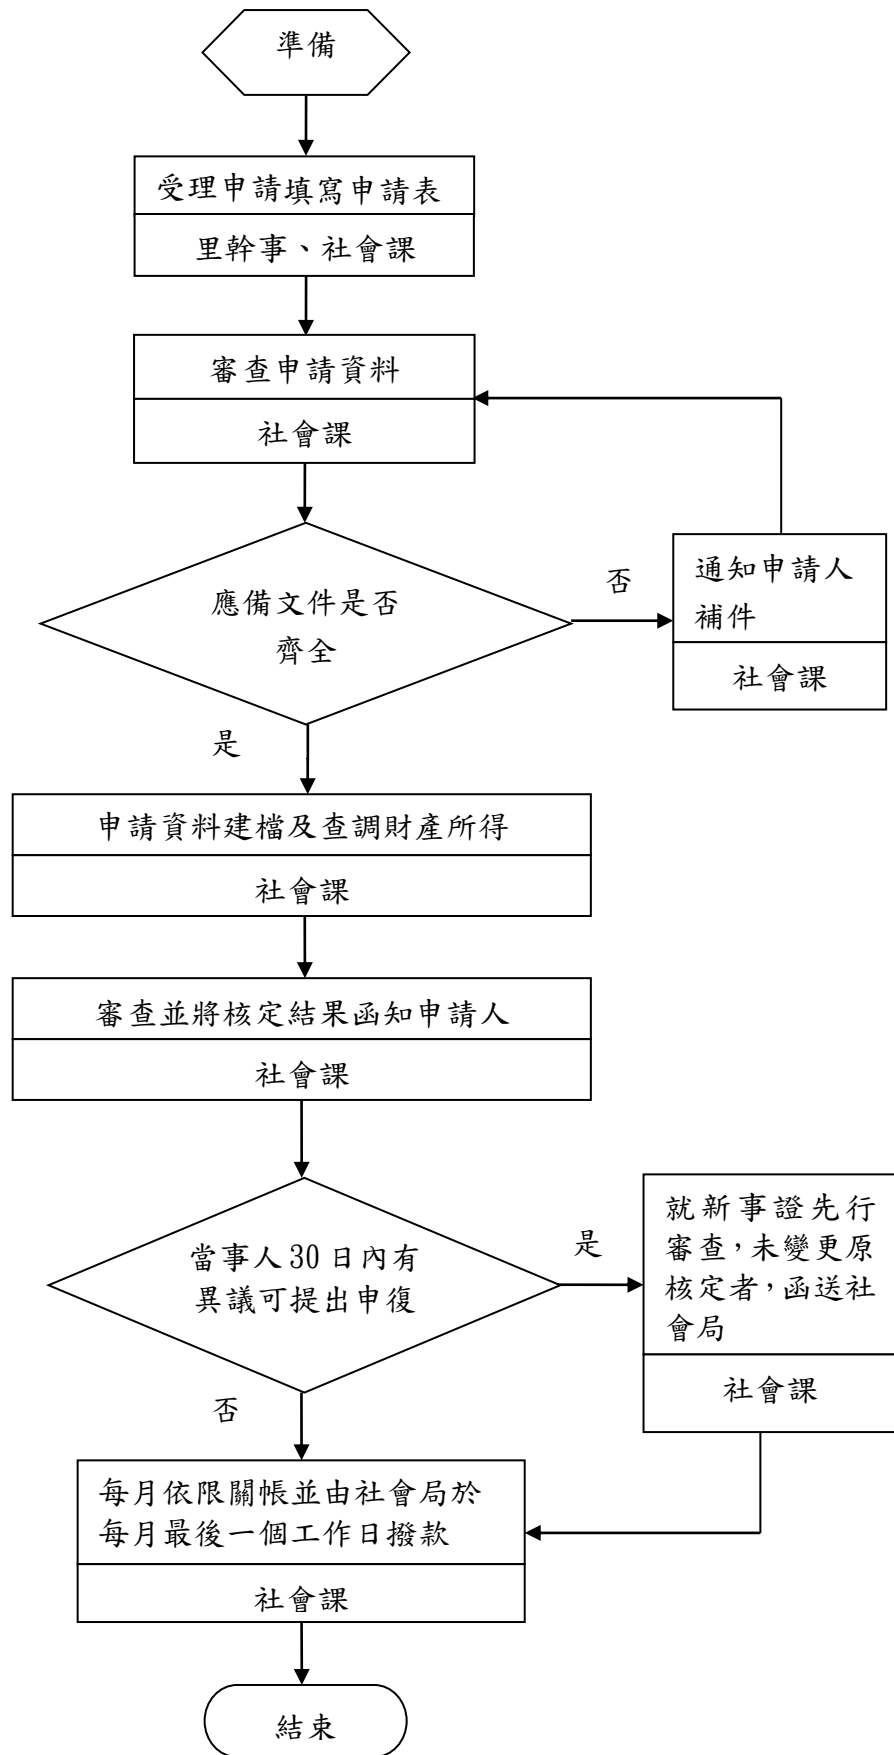 準備
受理申請填寫申請表
里幹事、社會課
審查申請資料
社會課
應備文件是否
齊全
否
通知申請人
補件
社會課
是
申請資料建檔及查調財產所得
社會課
審查並將核定結果函知申請人
社會課
當事人30日內有
異議可提出申復
是
就新事證先行
審查，未變更原
核定者，函送社
會局
社會課
否
每月依限關帳並由社會局於
每月最後一個工作日撥款
社會課
結束